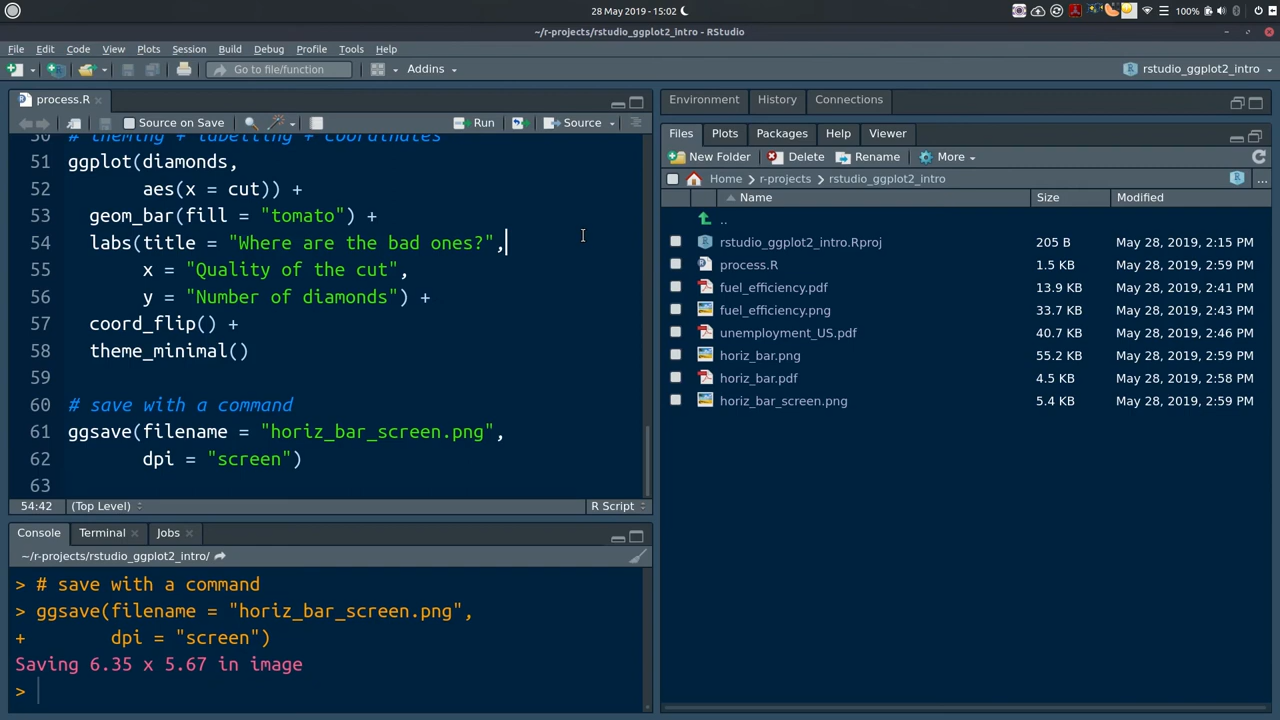 28 May 2019 - 15:02
100%
~/r-projects/rstudio_ggplot2_intro - RStudio
File Edit Code View Plots Session Build Debug Profile Tools Help
Go to file/function
Addins
rstudio_ggplot2_intro
process.R
Source on Save
Run
Source
50 # theming + labelling + coordinates
51 ggplot(diamonds,
52 aes(x = cut)) +
53 geom_bar(fill = "tomato") +
54 labs(title = "Where are the bad ones?",
55 x = "Quality of the cut",
56 y = "Number of diamonds") +
57 coord_flip() +
58 theme_minimal()
59
60 # save with a command
61 ggsave(filename = "horiz_bar_screen.png",
62 dpi = "screen")
63
54:42 (Top Level) R Script
Console Terminal Jobs
~/r-projects/rstudio_ggplot2_intro/
> # save with a command
> ggsave(filename = "horiz_bar_screen.png",
+ dpi = "screen")
Saving 6.35 x 5.67 in image
>
Environment History Connections
Files Plots Packages Help Viewer
New Folder Delete Rename More
Home r-projects rstudio_ggplot2_intro ...
Name Size Modified
..
rstudio_ggplot2_intro.Rproj 205 B May 28, 2019, 2:15 PM
process.R 1.5 KB May 28, 2019, 2:59 PM
fuel_efficiency.pdf 13.9 KB May 28, 2019, 2:41 PM
fuel_efficiency.png 33.7 KB May 28, 2019, 2:43 PM
unemployment_US.pdf 40.7 KB May 28, 2019, 2:46 PM
horiz_bar.png 55.2 KB May 28, 2019, 2:59 PM
horiz_bar.pdf 4.5 KB May 28, 2019, 2:58 PM
horiz_bar_screen.png 5.4 KB May 28, 2019, 2:59 PM